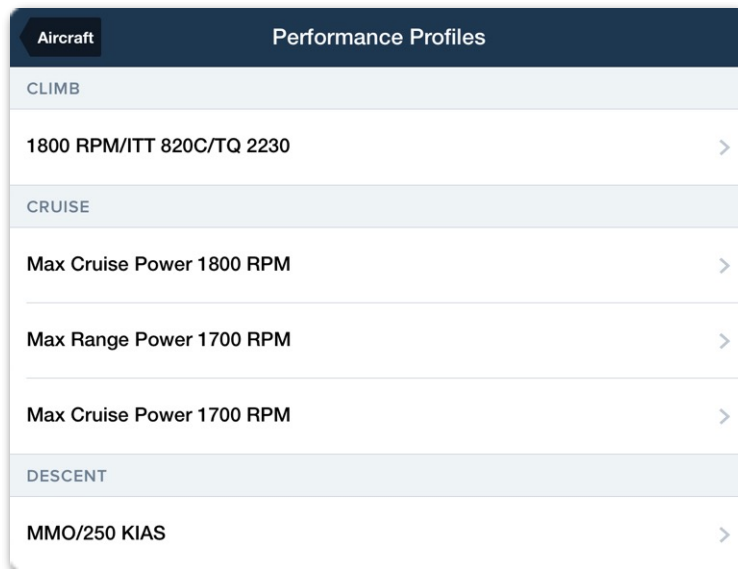 Aircraft
Performance Profiles
CLIMB
1800 RPM/ITT 820C/TQ 2230
CRUISE
Max Cruise Power 1800 RPM
Max Range Power 1700 RPM
Max Cruise Power 1700 RPM
DESCENT
MMO/250 KIAS